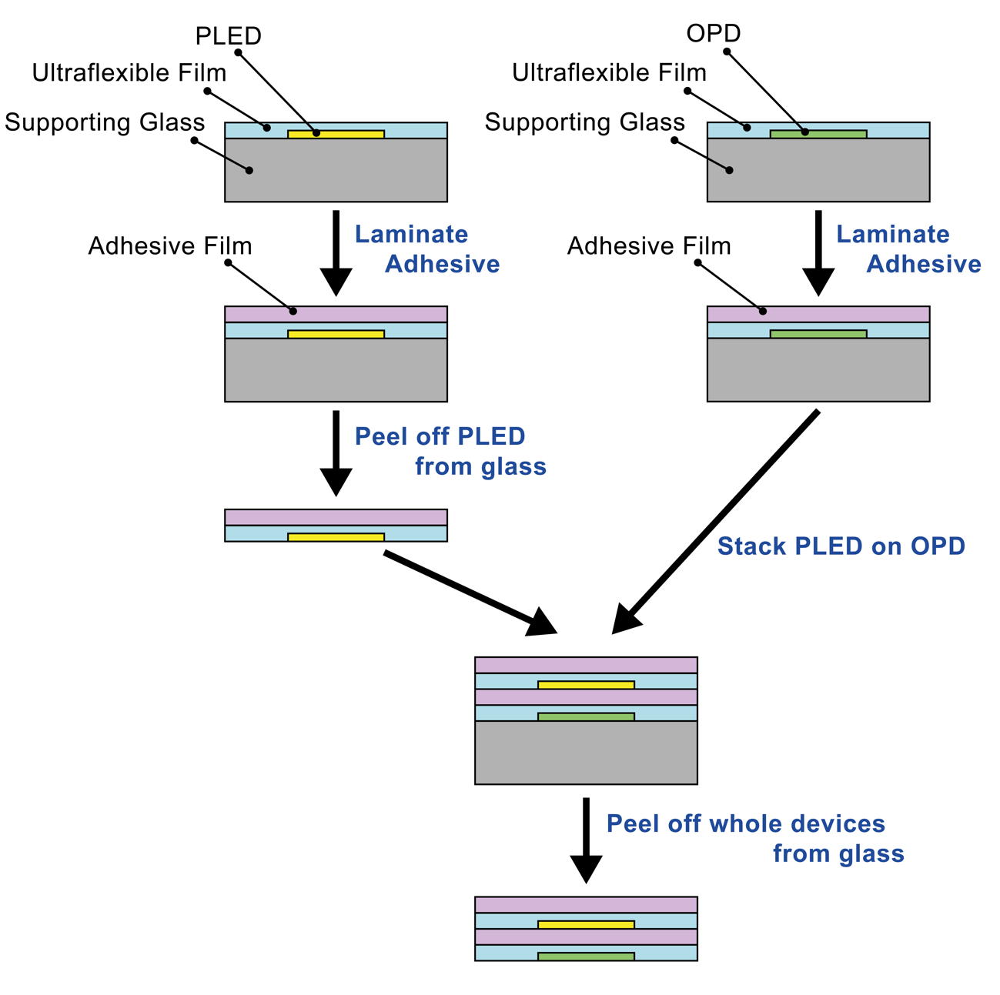 PLED
Ultraflexible Film
Supporting Glass
OPD
Ultraflexible Film
Supporting Glass
Adhesive Film
Laminate
Adhesive
Adhesive Film
Laminate
Adhesive
Peel off PLED
from glass
Stack PLED on OPD
Peel off whole devices
from glass